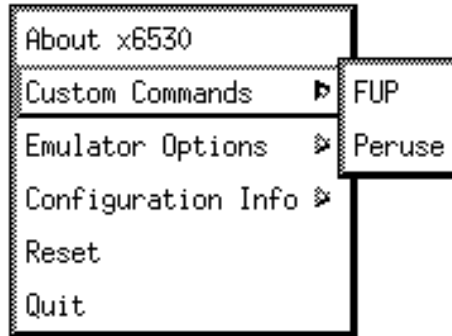 About x6530
Custom Commands
FUP
Emulator Options
Peruse
Configuration Info
Reset
Quit